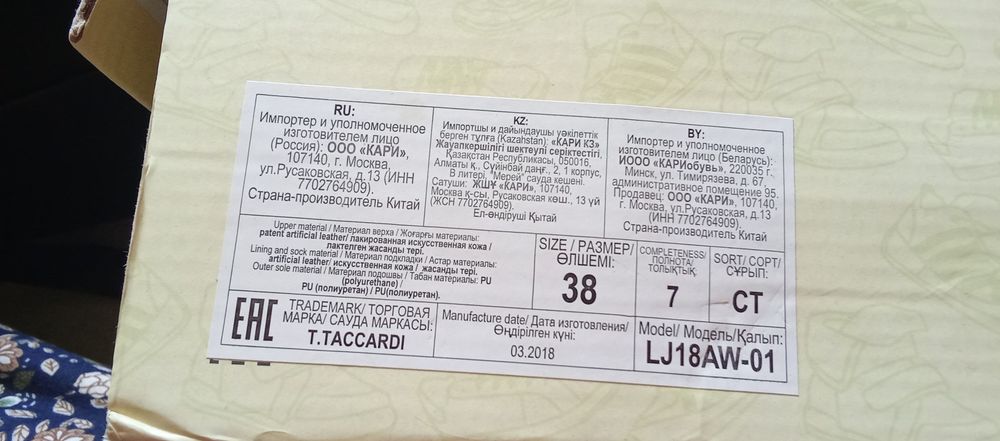 RU:
Импортер и уполномоченное
изготовителем лицо
(Россия): ООО «КАРИ»,
107140, г. Москва,
ул.Русаковская, д.13 (ИНН
7702764909).
Страна-производитель Китай
KZ:
Импортшы и дайындаушы уәкілеттік
берген тұлға (Kazahstan): «КАРИ КЗ»
Жауапкершілігі шектеулі серіктестігі,
Қазақстан Республикасы, 050016,
Алматы қ., Сүйінбай даңғ., 2, 1 корпус,
В литері, "Мерей" сауда кешені.
Сатушы: ЖШҚ «КАРИ», 107140,
Москва қ-сы, Русаковская көш., 13 үй
(ЖСН 7702764909).
Ел-өндіруші Қытай
BY:
Импортер и уполномоченное
изготовителем лицо (Беларусь):
ИООО «КАРИобувь», 220035 г.
Минск, ул. Тимирязева, д. 67,
административное помещение 95.
Продавец: ООО «КАРИ», 107140,
г. Москва, ул.Русаковская, д.13
(ИНН 7702764909).
Страна-производитель Китай
Upper material / Материал верха / Жоғарғы материалы:
patent artificial leather/ лакированная искусственная кожа /
лактелген жасанды тері.
Lining and sock material / Материал подкладки / Астар материалы:
artificial leather/ искусственная кожа / жасанды тері.
Outer sole material / Материал подошвы / Табан материалы: PU
(polyurethane) /
PU (полиуретан) / PU(полиуретан).
SIZE / РАЗМЕР/
ӨЛШЕМІ:
38
COMPLETENESS/
ПОЛНОТА/
ТОЛЫҚТЫҚ
7
SORT/ СОРТ/
СҰРЫП:
СТ
EAC
TRADEMARK/ ТОРГОВАЯ
МАРКА/ САУДА МАРКАСЫ:
T.TACCARDI
Manufacture date/ Дата изготовления/
Өндірілген күні:
03.2018
Model/ Модель/Қалып:
LJ18AW-01